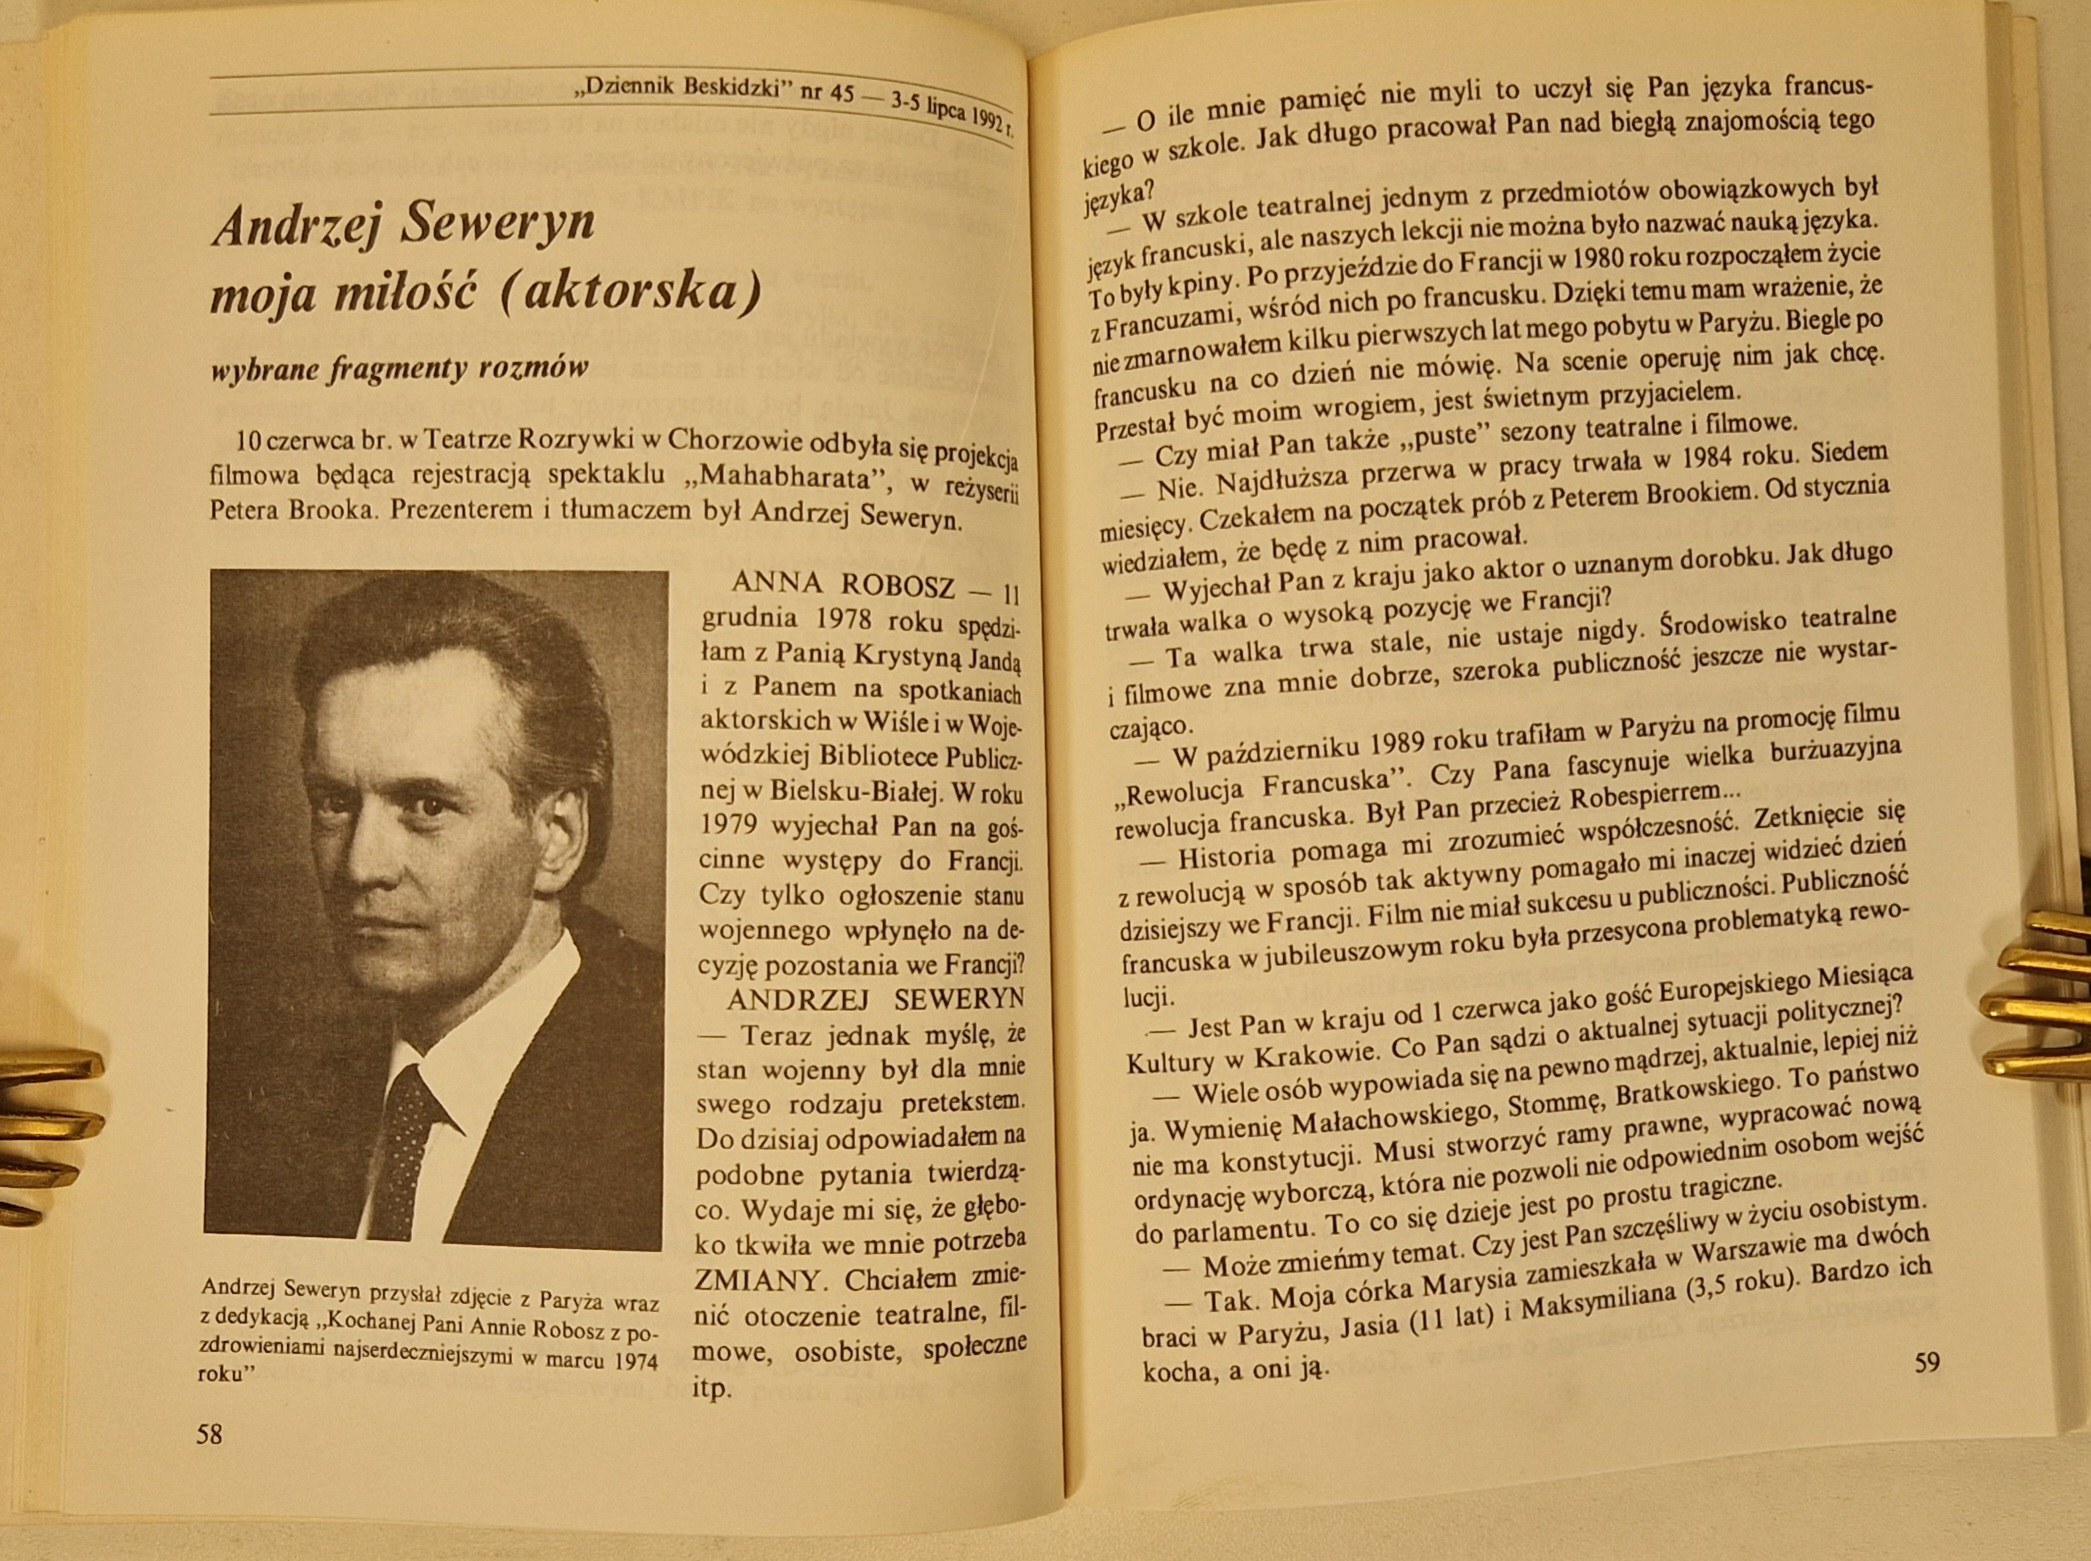 „Dziennik Beskidzki” nr 45 — 3-5 lipca 1992 r.
Andrzej Seweryn
moja miłość (aktorska)
wybrane fragmenty rozmów
10 czerwca br. w Teatrze Rozrywki w Chorzowie odbyła się projekcja
filmowa będąca rejestracją spektaklu „Mahabharata”, w reżyserii
Petera Brooka. Prezenterem i tłumaczem był Andrzej Seweryn.
ANNA ROBOSZ — 11
grudnia 1978 roku spędzi-
łam z Panią Krystyną Jandą
i z Panem na spotkaniach
aktorskich w Wiśle i w Woje-
wódzkiej Bibliotece Publicz-
nej w Bielsku-Białej. W roku
1979 wyjechał Pan na goś-
cinne występy do Francji.
Czy tylko ogłoszenie stanu
wojennego wpłynęło na de-
cyzję pozostania we Francji?
ANDRZEJ SEWERYN
— Teraz jednak myślę, że
stan wojenny był dla mnie
swego rodzaju pretekstem.
Do dzisiaj odpowiadałem na
podobne pytania twierdzą-
co. Wydaje mi się, że głębo-
ko tkwiła we mnie potrzeba
ZMIANY. Chciałem zmie-
nić otoczenie teatralne, fil-
mowe, osobiste, społeczne
itp.
Andrzej Seweryn przysłał zdjęcie z Paryża wraz
z dedykacją „Kochanej Pani Annie Robosz z po-
zdrowieniami najserdeczniejszymi w marcu 1974
roku”
58
— O ile mnie pamięć nie myli to uczył się Pan języka francus-
kiego w szkole. Jak długo pracował Pan nad biegłą znajomością tego
języka?
— W szkole teatralnej jednym z przedmiotów obowiązkowych był
język francuski, ale naszych lekcji nie można było nazwać nauką języka.
To były kpiny. Po przyjeździe do Francji w 1980 roku rozpocząłem życie
z Francuzami, wśród nich po francusku. Dzięki temu mam wrażenie, że
nie zmarnowałem kilku pierwszych lat mego pobytu w Paryżu. Biegle po
francusku na co dzień nie mówię. Na scenie operuję nim jak chcę.
Przestał być moim wrogiem, jest świetnym przyjacielem.
— Czy miał Pan także „puste” sezony teatralne i filmowe.
— Nie. Najdłuższa przerwa w pracy trwała w 1984 roku. Siedem
miesięcy. Czekałem na początek prób z Peterem Brookiem. Od stycznia
wiedziałem, że będę z nim pracował.
— Wyjechał Pan z kraju jako aktor o uznanym dorobku. Jak długo
trwała walka o wysoką pozycję we Francji?
— Ta walka trwa stale, nie ustaje nigdy. Środowisko teatralne
i filmowe zna mnie dobrze, szeroka publiczność jeszcze nie wystar-
czająco.
— W październiku 1989 roku trafiłam w Paryżu na promocję filmu
„Rewolucja Francuska”. Czy Pana fascynuje wielka burżuazyjna
rewolucja francuska. Był Pan przecież Robespierrem...
— Historia pomaga mi zrozumieć współczesność. Zetknięcie się
z rewolucją w sposób tak aktywny pomagało mi inaczej widzieć dzień
dzisiejszy we Francji. Film nie miał sukcesu u publiczności. Publiczność
francuska w jubileuszowym roku była przesycona problematyką rewo-
lucji.
— Jest Pan w kraju od 1 czerwca jako gość Europejskiego Miesiąca
Kultury w Krakowie. Co Pan sądzi o aktualnej sytuacji politycznej?
— Wiele osób wypowiada się na pewno mądrzej, aktualnie, lepiej niż
ja. Wymienię Małachowskiego, Stommę, Bratkowskiego. To państwo
nie ma konstytucji. Musi stworzyć ramy prawne, wypracować nową
ordynację wyborczą, która nie pozwoli nie odpowiednim osobom wejść
do parlamentu. To co się dzieje jest po prostu tragiczne.
— Może zmieńmy temat. Czy jest Pan szczęśliwy w życiu osobistym.
— Tak. Moja córka Marysia zamieszkała w Warszawie ma dwóch
braci w Paryżu, Jasia (11 lat) i Maksymiliana (3,5 roku). Bardzo ich
kocha, a oni ją.
59